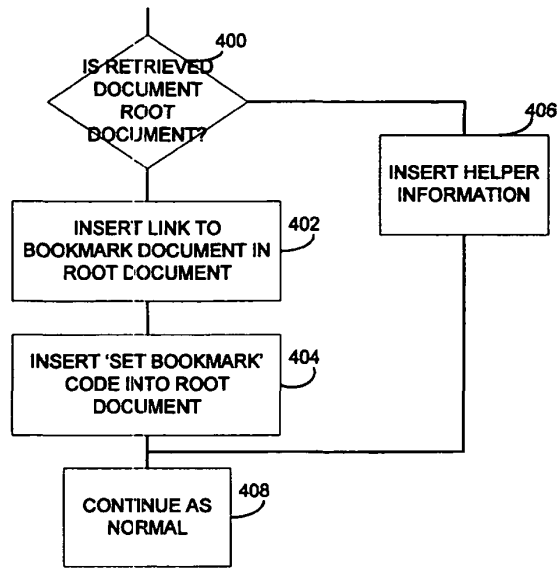 400
IS RETRIEVED
DOCUMENT
ROOT
DOCUMENT?
406
INSERT HELPER
INFORMATION
402
INSERT LINK TO
BOOKMARK DOCUMENT IN
ROOT DOCUMENT
404
INSERT ‘SET BOOKMARK’
CODE INTO ROOT
DOCUMENT
408
CONTINUE AS
NORMAL